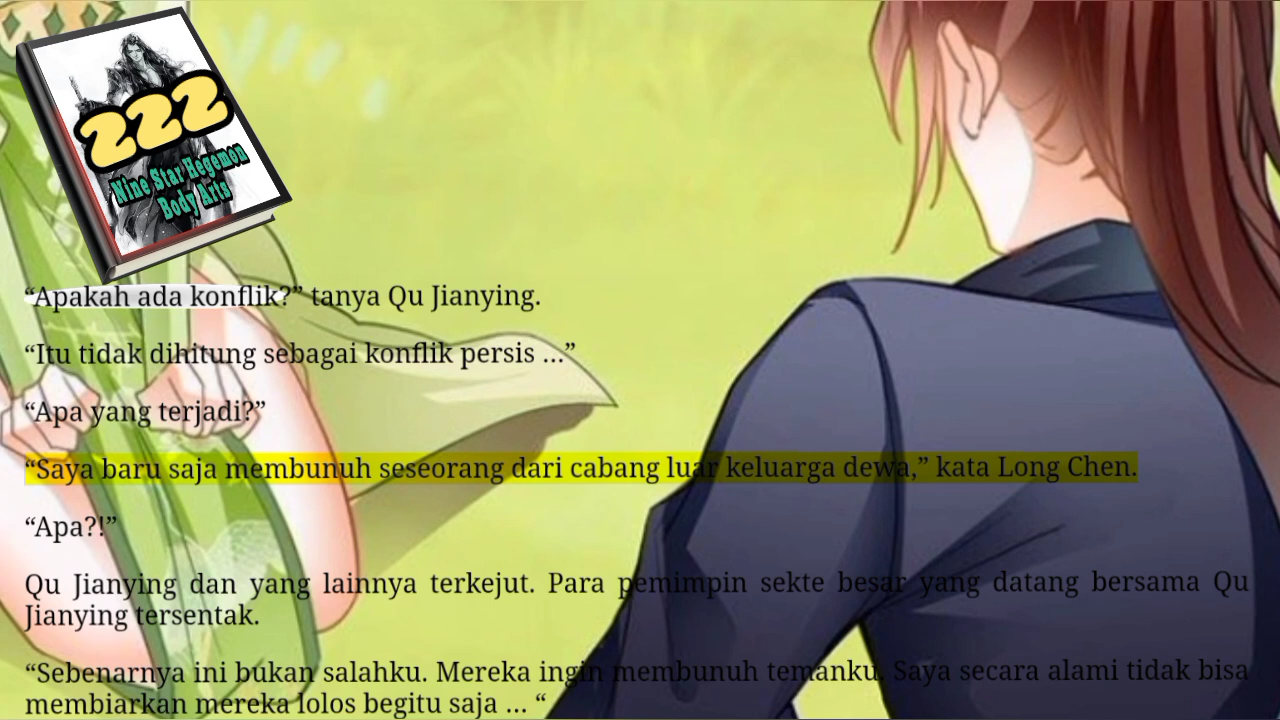 222
Nine Star Hegemon
Body Arts
“Apakah ada konflik?” tanya Qu Jianying.
“Itu tidak dihitung sebagai konflik persis ...”
“Apa yang terjadi?”
“Saya baru saja membunuh seseorang dari cabang luar keluarga dewa,” kata Long Chen.
“Apa?!”
Qu Jianying dan yang lainnya terkejut. Para pemimpin sekte besar yang datang bersama Qu
Jianying tersentak.
“Sebenarnya ini bukan salahku. Mereka ingin membunuh temanku. Saya secara alami tidak bisa
membiarkan mereka lolos begitu saja ... “